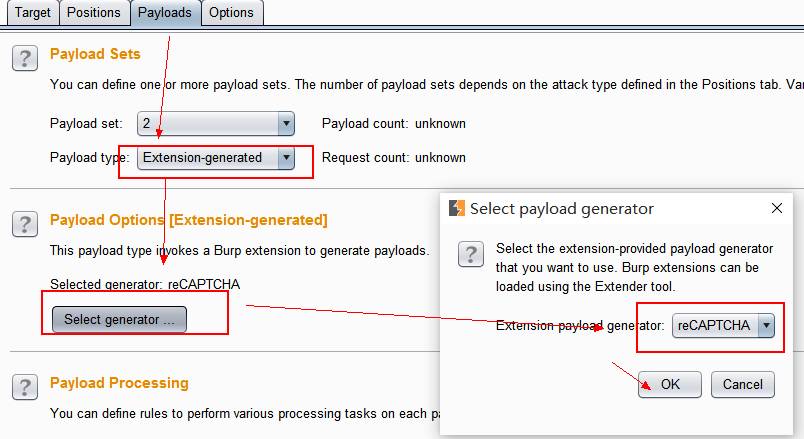 Target Positions Payloads Options
? Payload Sets
You can define one or more payload sets. The number of payload sets depends on the attack type defined in the Positions tab. Var
Payload set: 2 Payload count: unknown
Payload type: Extension-generated Request count: unknown
? Payload Options [Extension-generated]
This payload type invokes a Burp extension to generate payloads.
Selected generator: reCAPTCHA
Select generator ...
? Payload Processing
You can define rules to perform various processing tasks on each pa
Select payload generator
? Select the extension-provided payload generator
that you want to use. Burp extensions can be
loaded using the Extender tool.
Extension payload generator: reCAPTCHA
OK Cancel